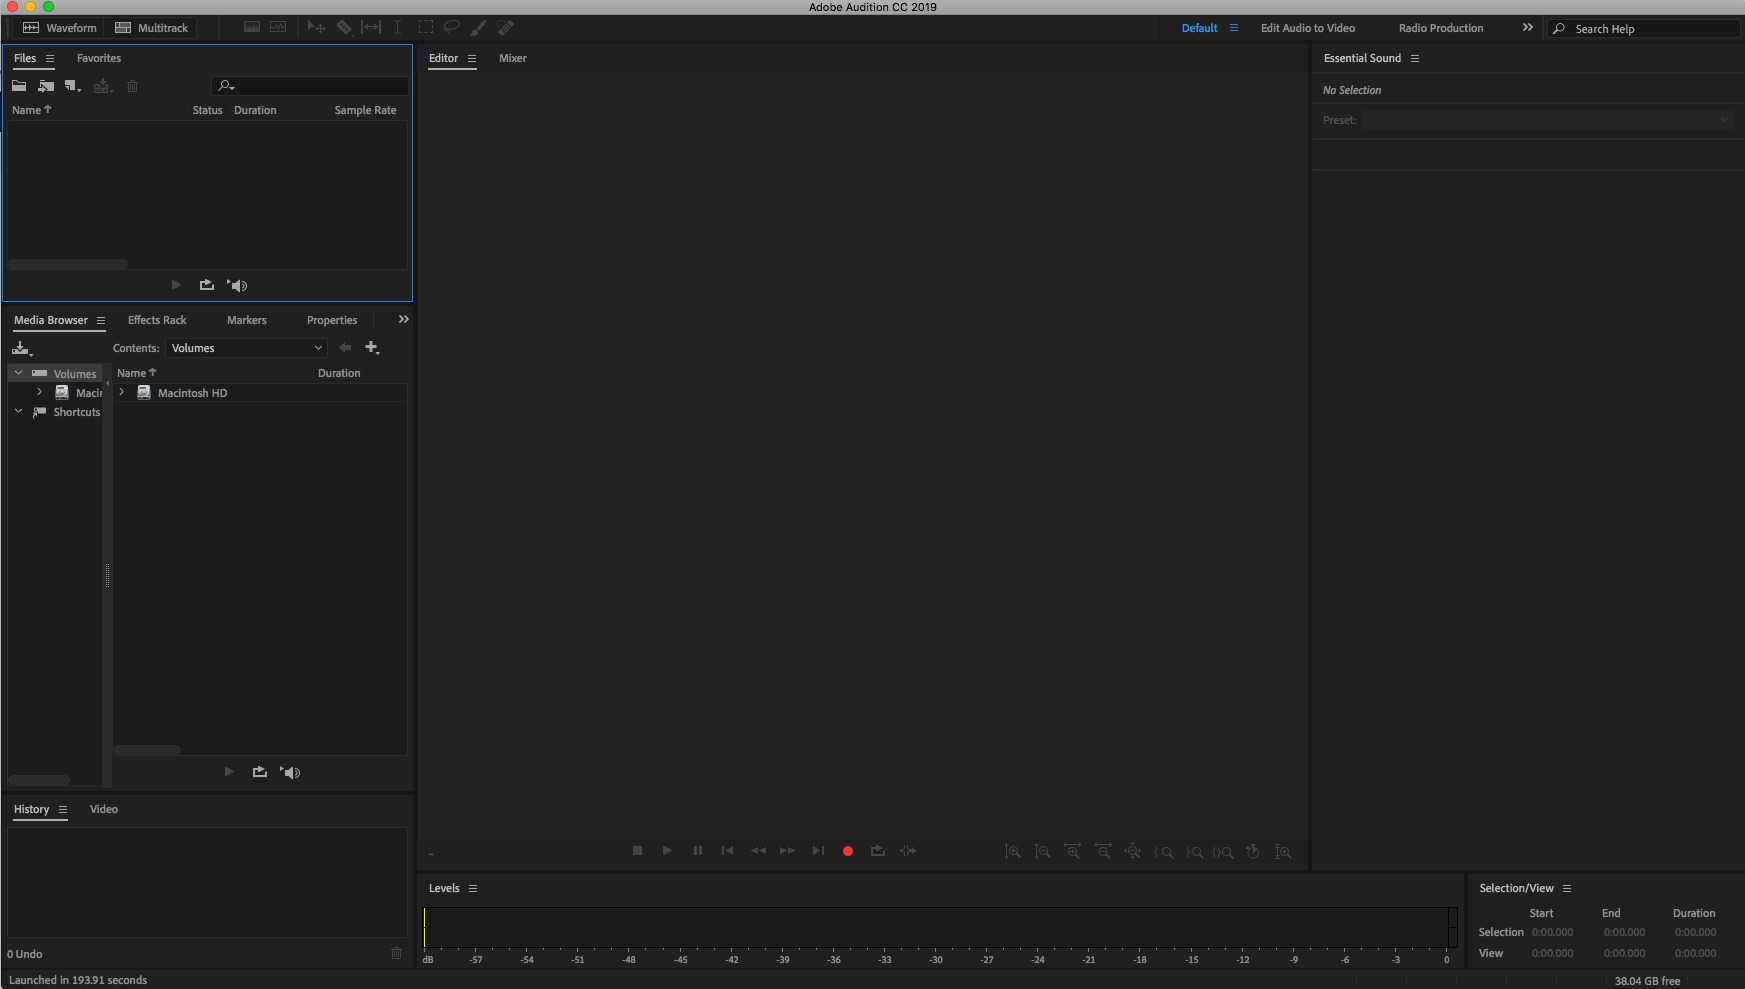 Adobe Audition CC 2019
Waveform Multitrack Default Edit Audio to Video Radio Production Search Help
Files Favorites
Name Status Duration Sample Rate
Media Browser Effects Rack Markers Properties
Contents: Volumes
Volumes
Macin
Shortcuts
Name Duration
Macintosh HD
History Video
0 Undo
Launched in 193.91 seconds
Editor Mixer
Levels
dB -57 -54 -51 -48 -45 -42 -39 -36 -33 -30 -27 -24 -21 -18 -15 -12 -9 -6 -3 0
Essential Sound
No Selection
Preset:
Selection/View
Start End Duration
Selection 0:00.000 0:00.000 0:00.000
View 0:00.000 0:00.000 0:00.000
38.04 GB free